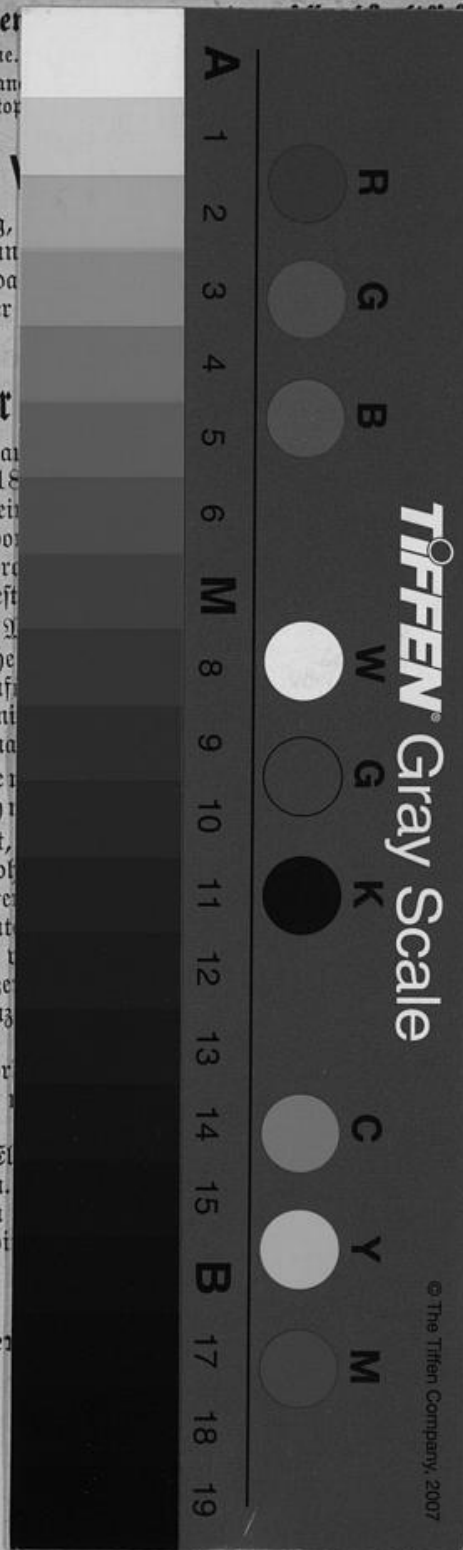 TIFFEN® Gray Scale
© The Tiffen Company, 2007
R G B W G K C Y M
A 1 2 3 4 5 6 M 8 9 10 11 12 13 14 15 B 17 18 19